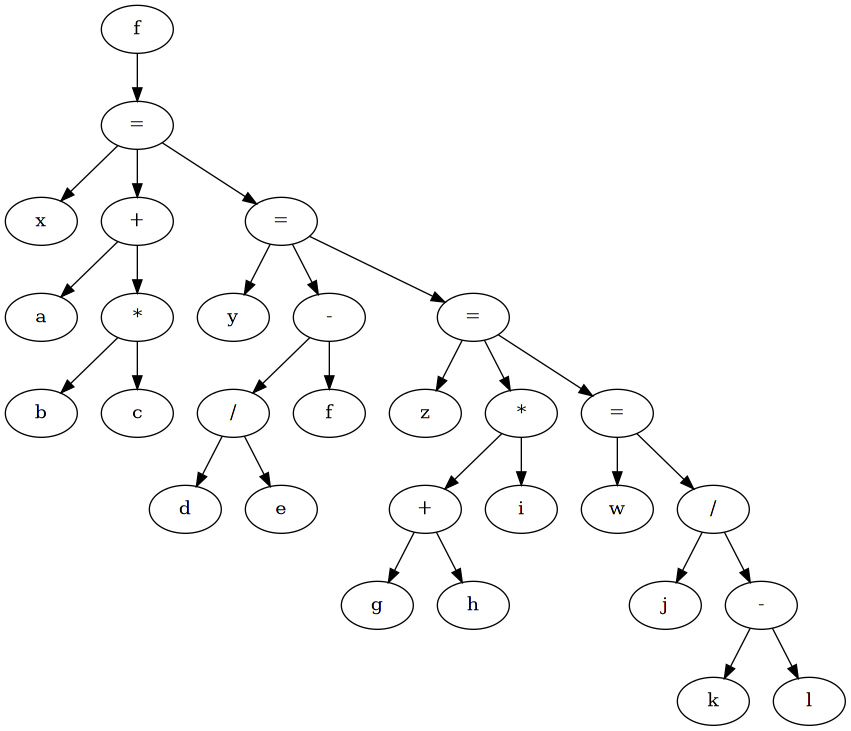 f
=
x + =
a * y - =
b c / f z * =
d e + i w /
g h j -
k l